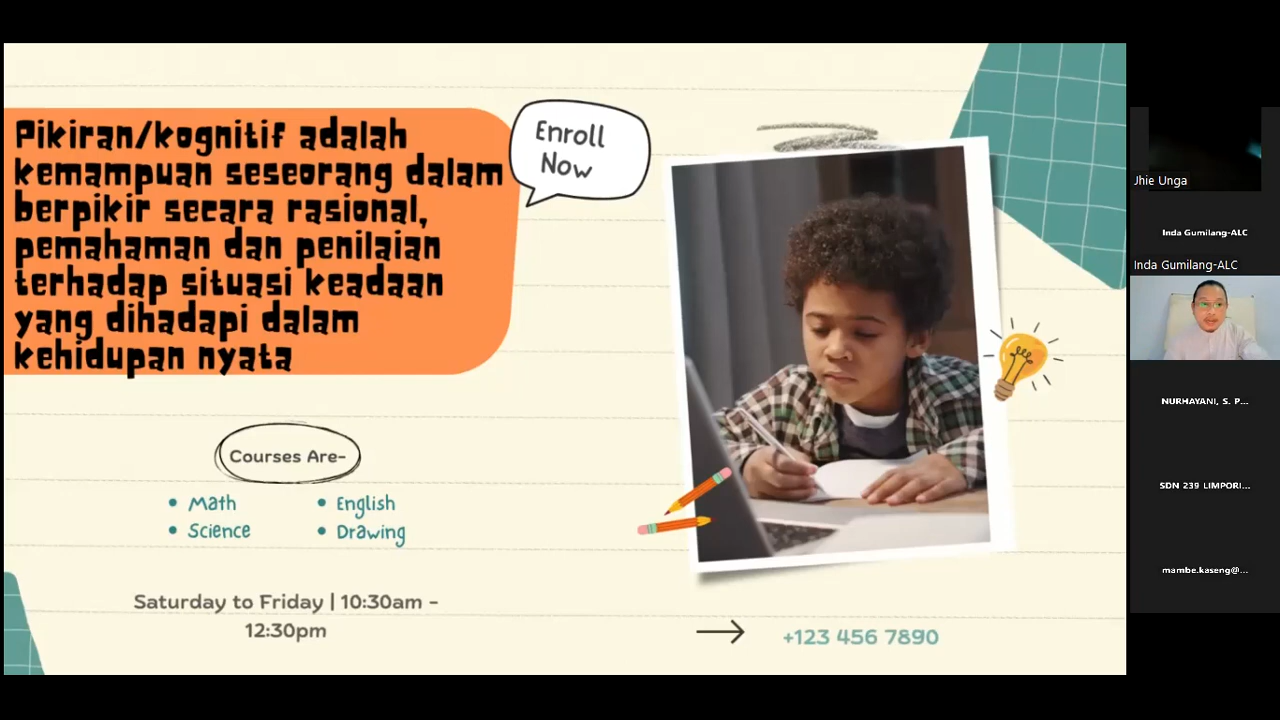 Pikiran/kognitif adalah
kemampuan seseorang dalam
berpikir secara rasional,
pemahaman dan penilaian
terhadap situasi keadaan
yang dihadapi dalam
kehidupan nyata
Enroll
Now
Courses Are-
• Math
• Science
• English
• Drawing
Saturday to Friday | 10:30am –
12:30pm
+123 456 7890
Jhie Unga
Inda Gumilang-ALC
Inda Gumilang-ALC
NURHAYANI, S. P...
SDN 239 LIMPORI...
mambe.kaseng@...